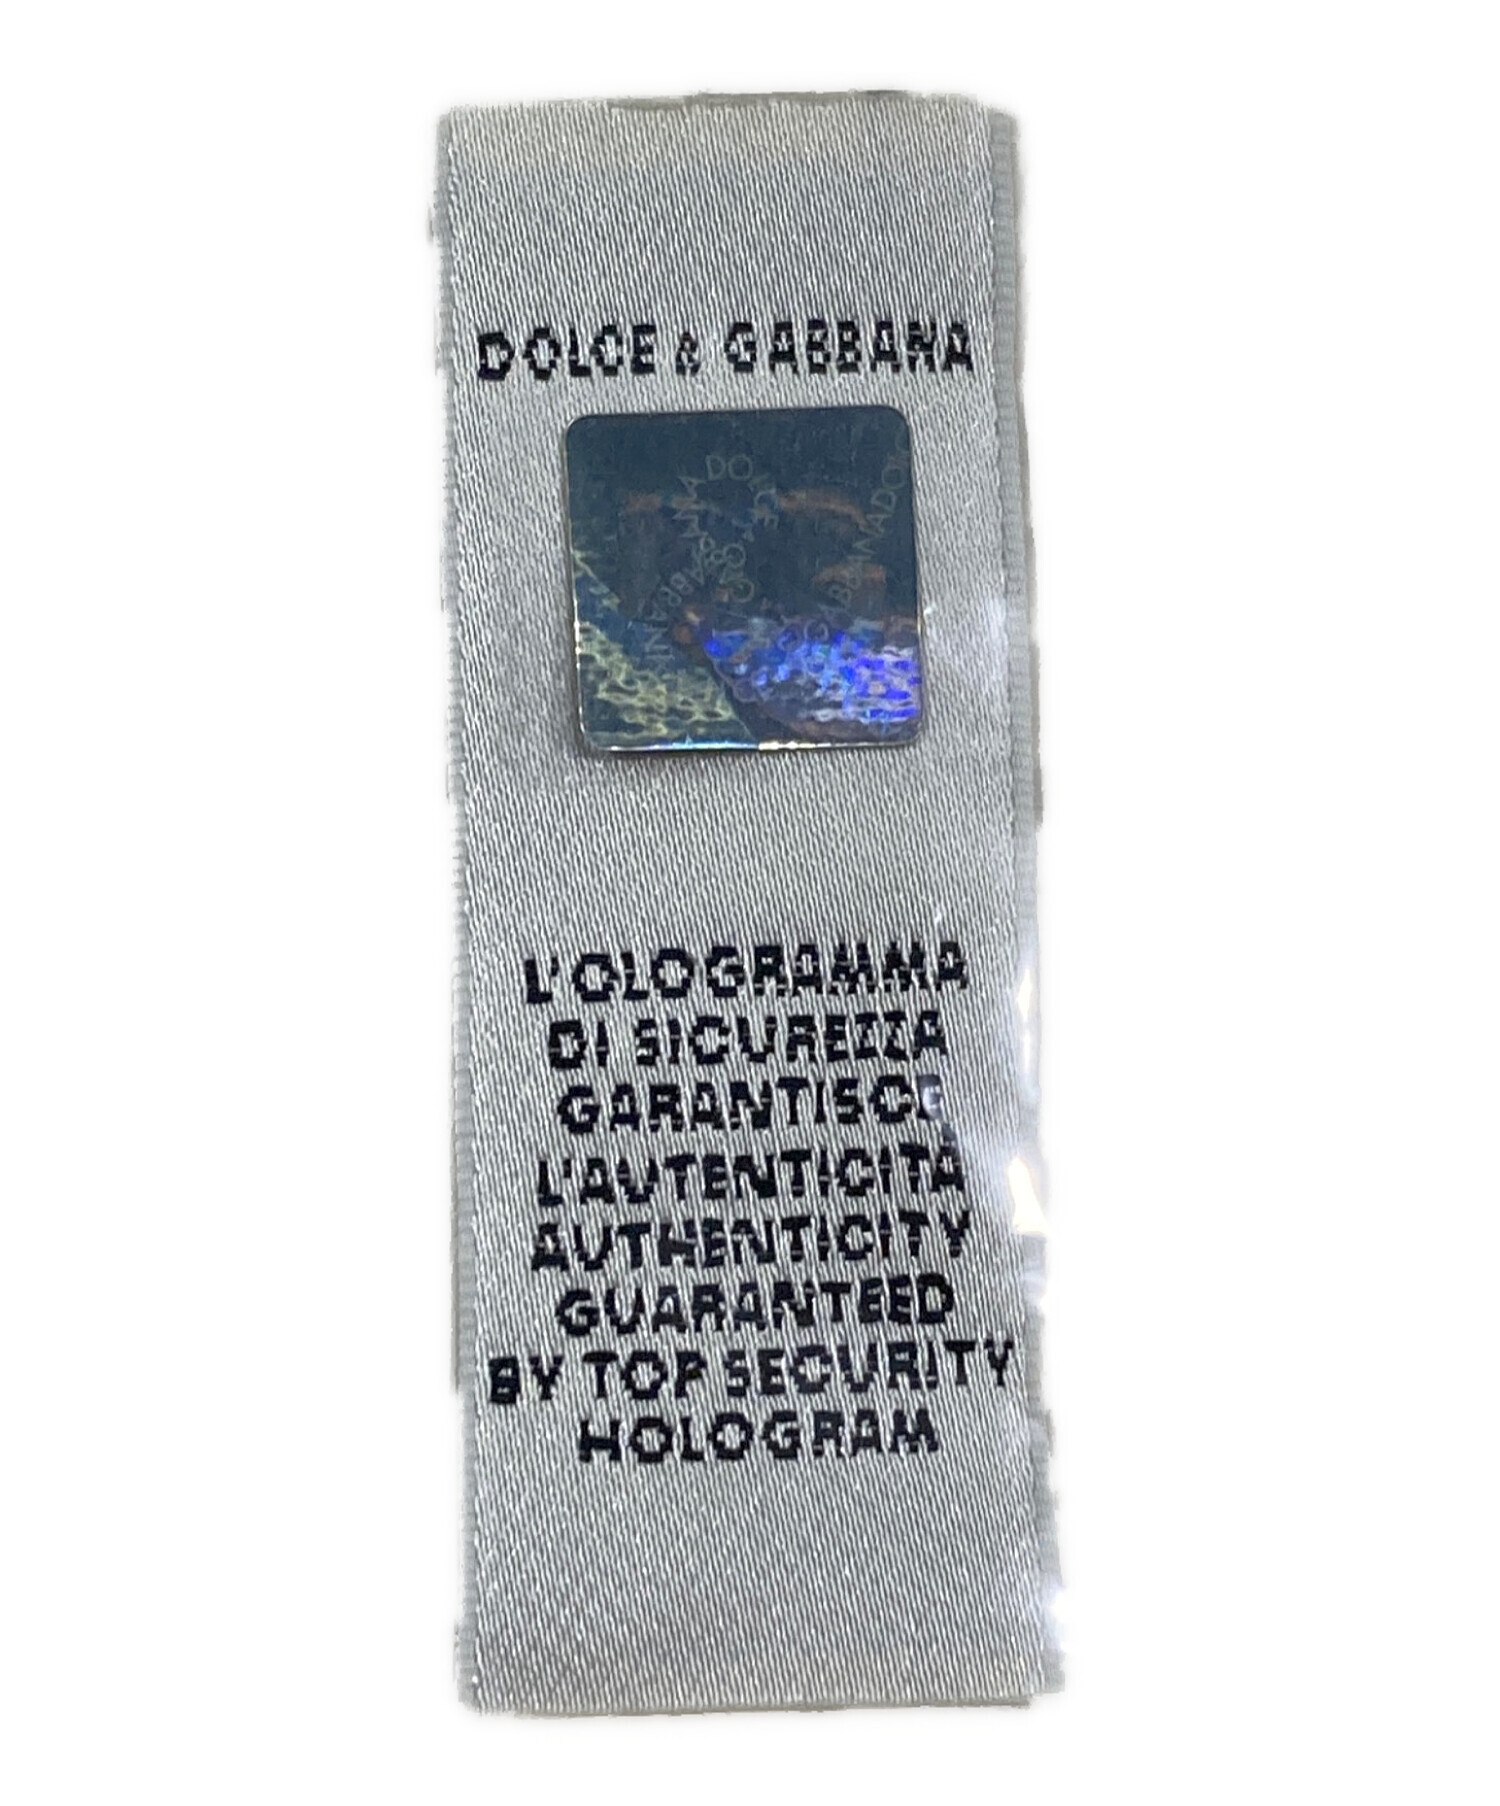 DOLCE & GABBANA
L'OLOGRAMMA
DI SICUREZZA
GARANTISCE
L'AUTENTICITÀ
AUTHENTICITY
GUARANTEED
BY TOP SECURITY
HOLOGRAM